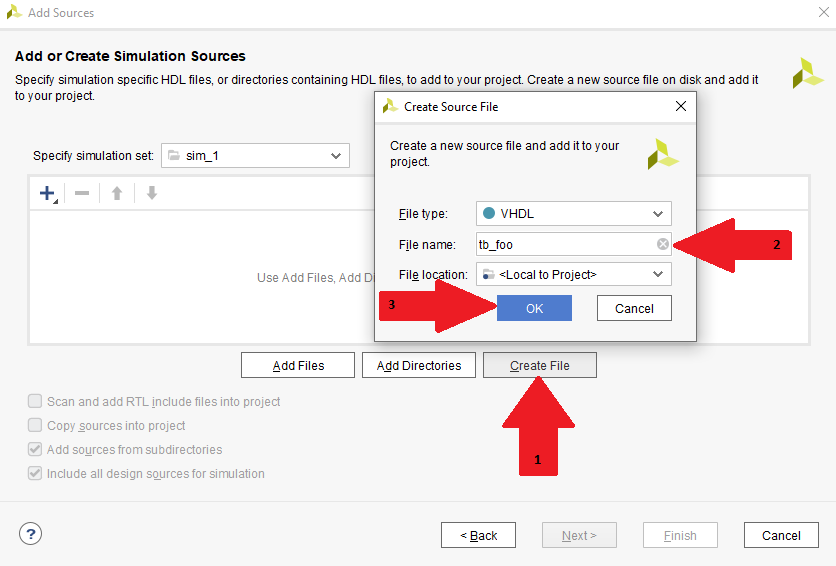 Add Sources
Add or Create Simulation Sources
Specify simulation specific HDL files, or directories containing HDL files, to add to your project. Create a new source file on disk and add it
to your project.
Create Source File
Create a new source file and add it to your
project.
Specify simulation set: sim_1
File type: VHDL
File name: tb_foo
2
File location: <Local to Project>
Use Add Files, Add Di
3
OK
Cancel
Add Files
Add Directories
Create File
Scan and add RTL include files into project
Copy sources into project
Add sources from subdirectories
Include all design sources for simulation
1
?
< Back
Next >
Finish
Cancel